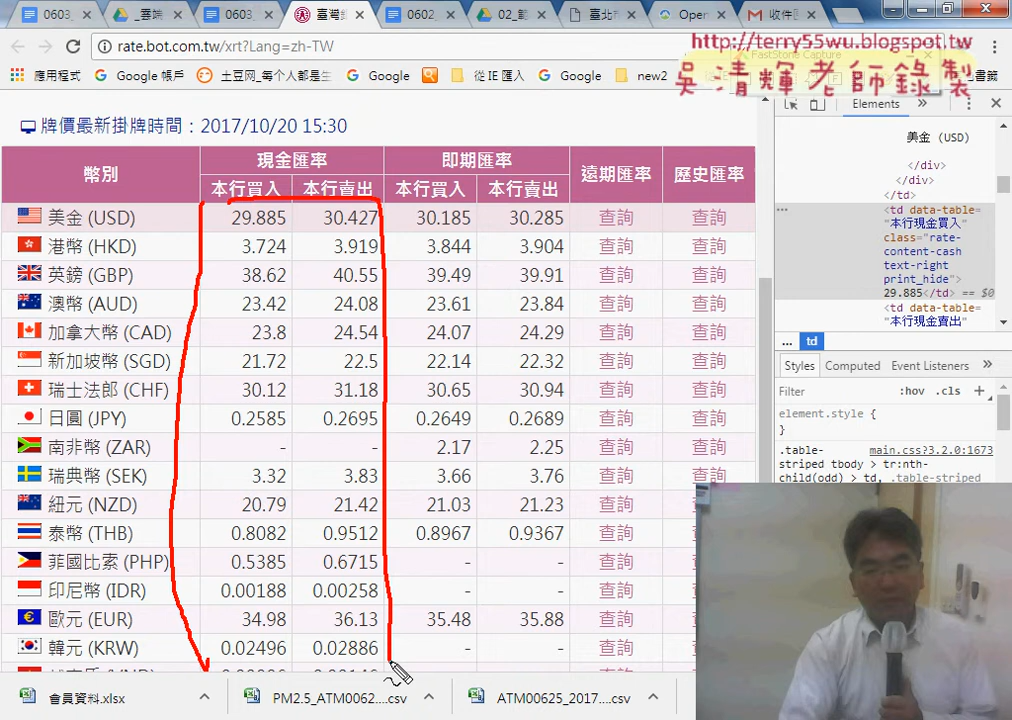 0603_
_雲端
0603
臺灣銀
0602
02_龍
臺北市
Open
收件匣
rate.bot.com.tw/xrt?Lang=zh-TW
http://terry55wu.blogspot.tw
吳清輝老師錄製
應用程式
Google 帳戶
土豆网_每个人都是生
Google
從 IE 匯入
Google
new2
牌價最新掛牌時間：2017/10/20 15:30
Elements
幣別 現金匯率 即期匯率 遠期匯率 歷史匯率
本行買入 本行賣出 本行買入 本行賣出
美金 (USD) 29.885 30.427 30.185 30.285 查詢 查詢
港幣 (HKD) 3.724 3.919 3.844 3.904 查詢 查詢
英鎊 (GBP) 38.62 40.55 39.49 39.91 查詢 查詢
澳幣 (AUD) 23.42 24.08 23.61 23.84 查詢 查詢
加拿大幣 (CAD) 23.8 24.54 24.07 24.29 查詢 查詢
新加坡幣 (SGD) 21.72 22.5 22.14 22.32 查詢 查詢
瑞士法郎 (CHF) 30.12 31.18 30.65 30.94 查詢 查詢
日圓 (JPY) 0.2585 0.2695 0.2649 0.2689 查詢 查詢
南非幣 (ZAR) - - 2.17 2.25 查詢 查詢
瑞典幣 (SEK) 3.32 3.83 3.66 3.76 查詢
紐元 (NZD) 20.79 21.42 21.03 21.23 查詢
泰幣 (THB) 0.8082 0.9512 0.8967 0.9367 查詢
菲國比索 (PHP) 0.5385 0.6715 - - 查詢
印尼幣 (IDR) 0.00188 0.00258 - - 查詢
歐元 (EUR) 34.98 36.13 35.48 35.88 查詢
韓元 (KRW) 0.02496 0.02886 - - 查詢
美金 (USD)
</div>
</div>
</td>
<td data-table=
"本行現金買入"
class="rate-
content-cash
text-right
print_hide">
29.885</td> == $0
<td data-table=
"本行現金賣出"
... td
Styles Computed Event Listeners
Filter :hov .cls +
element.style {
}
.table- main.css?3.2.0:1673
striped tbody > tr:nth-
child(odd) > td, .table-striped
會員資料.xlsx
PM2.5_ATM0062....csv
ATM00625_2017....csv